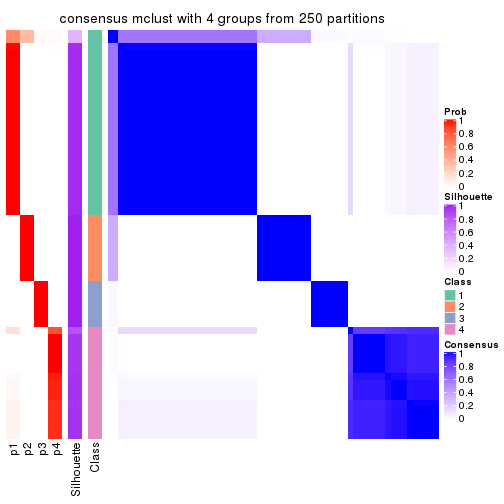 consensus mclust with 4 groups from 250 partitions
Prob
1
0.8
0.6
0.4
0.2
0
Silhouette
1
0.8
0.6
0.4
0.2
0
Class
1
2
3
4
Consensus
1
0.8
0.6
0.4
0.2
0
p1
p2
p3
p4
Silhouette
Class